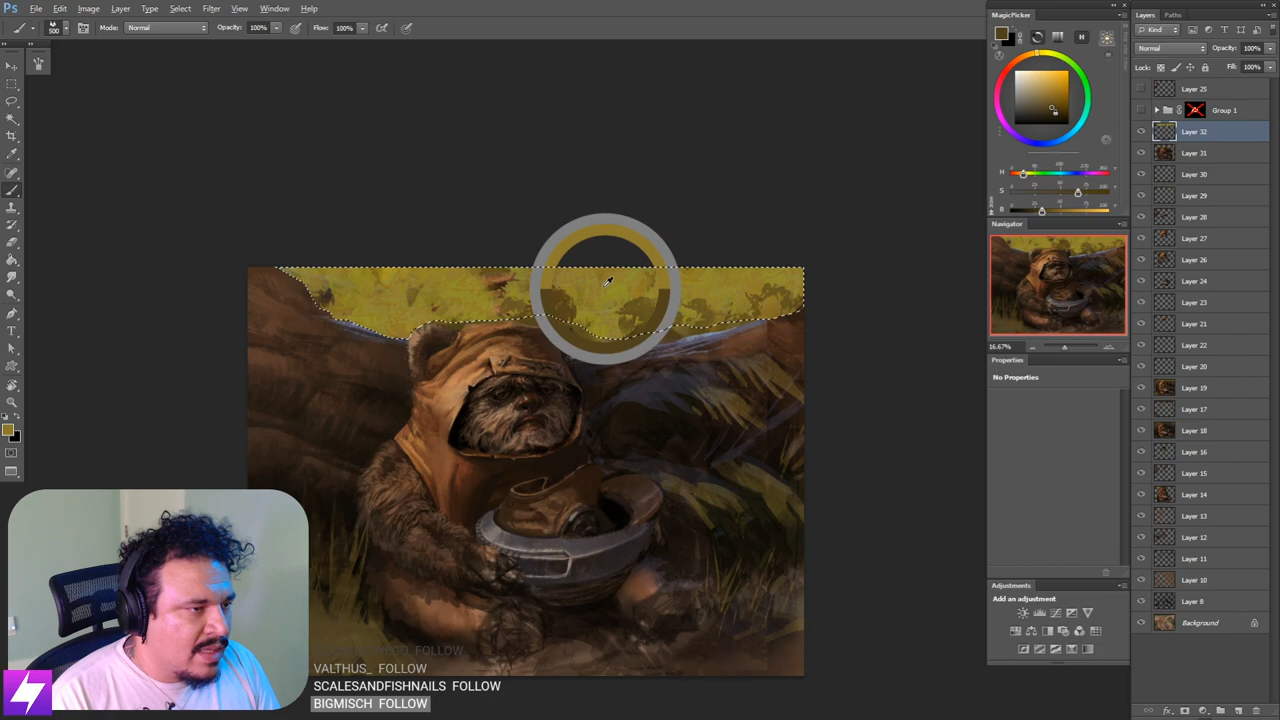 Ps File Edit Image Layer Type Select Filter View Window Help
500 Mode: Normal Opacity: 100% Flow: 100%
MagicPicker
H
H
S
B
Navigator
16.67%
Properties
No Properties
Adjustments
Add an adjustment
Layers Paths
Kind
Normal Opacity: 100%
Lock: Fill: 100%
Layer 25
Group 1
Layer 32
Layer 31
Layer 30
Layer 29
Layer 28
Layer 27
Layer 26
Layer 24
Layer 23
Layer 21
Layer 22
Layer 20
Layer 19
Layer 17
Layer 18
Layer 16
Layer 15
Layer 14
Layer 13
Layer 12
Layer 11
Layer 10
Layer 8
Background
fx
FOLLOW
VALTHUS_ FOLLOW
SCALESANDFISHNAILS FOLLOW
BIGMISCH FOLLOW